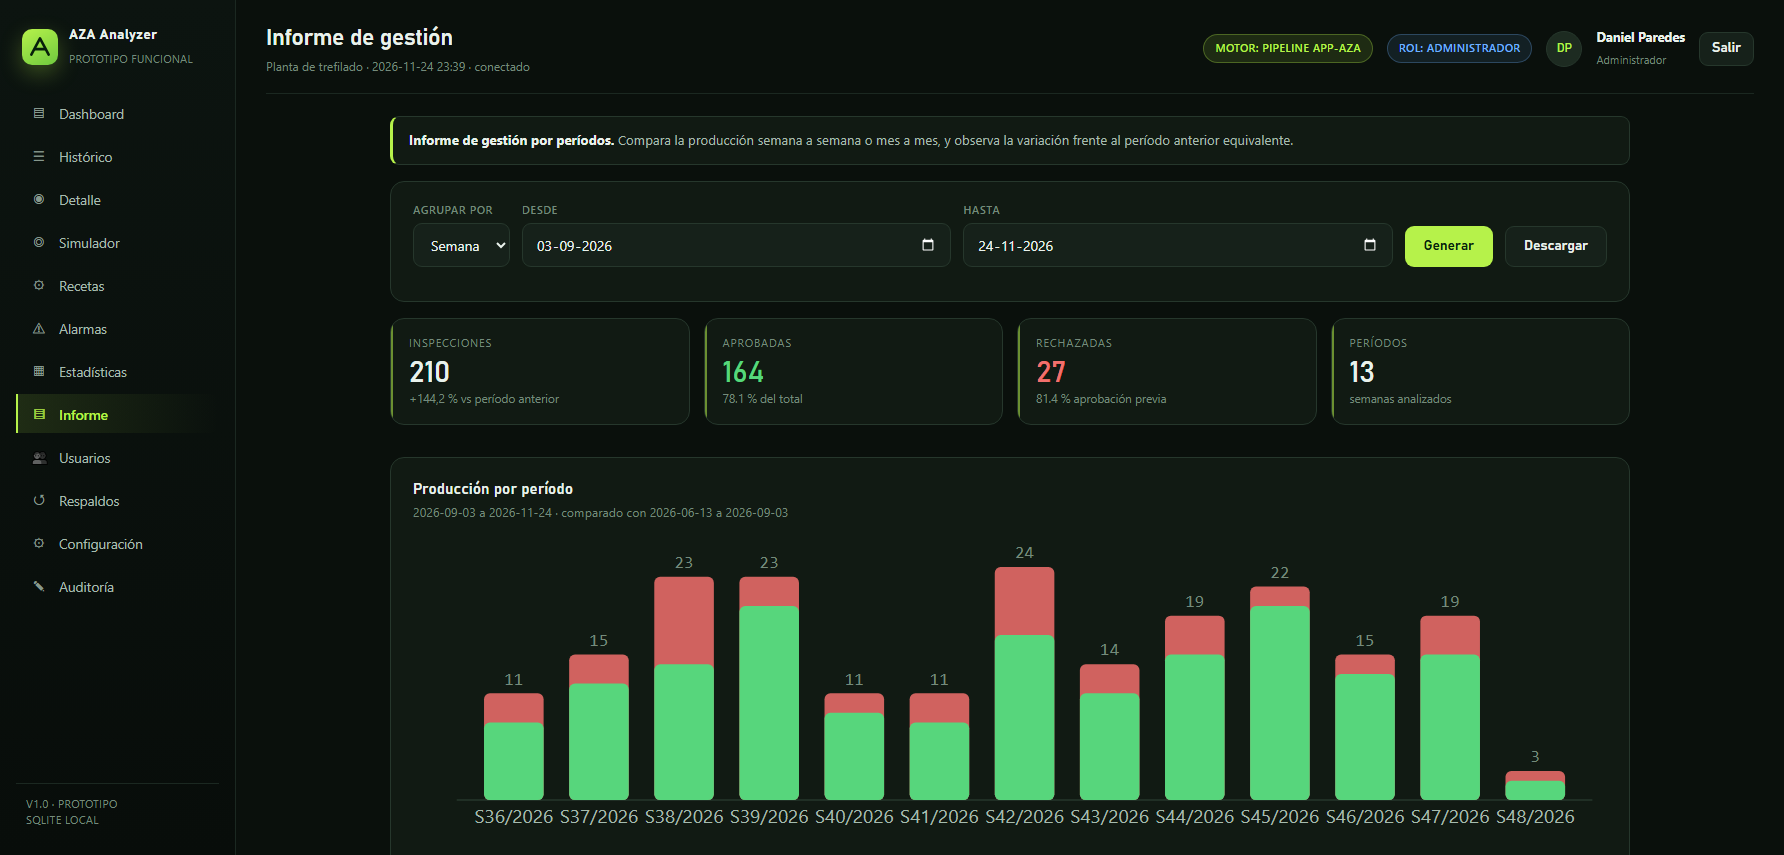 AZA Analyzer
PROTOTIPO FUNCIONAL
Dashboard
Histórico
Detalle
Simulador
Recetas
Alarmas
Estadísticas
Informe
Usuarios
Respaldos
Configuración
Auditoría
V1.0 · PROTOTIPO
SQLITE LOCAL
Informe de gestión
Planta de trefilado · 2026-11-24 23:39 · conectado
MOTOR: PIPELINE APP-AZA
ROL: ADMINISTRADOR
DP
Daniel Paredes
Administrador
Salir
Informe de gestión por períodos. Compara la producción semana a semana o mes a mes, y observa la variación frente al período anterior equivalente.
AGRUPAR POR
DESDE
HASTA
Semana
03-09-2026
24-11-2026
Generar
Descargar
INSPECCIONES
210
+144,2 % vs período anterior
APROBADAS
164
78.1 % del total
RECHAZADAS
27
81.4 % aprobación previa
PERÍODOS
13
semanas analizados
Producción por período
2026-09-03 a 2026-11-24 · comparado con 2026-06-13 a 2026-09-03
11 15 23 23 11 11 24 14 19 22 15 19 3
S36/2026 S37/2026 S38/2026 S39/2026 S40/2026 S41/2026 S42/2026 S43/2026 S44/2026 S45/2026 S46/2026 S47/2026 S48/2026